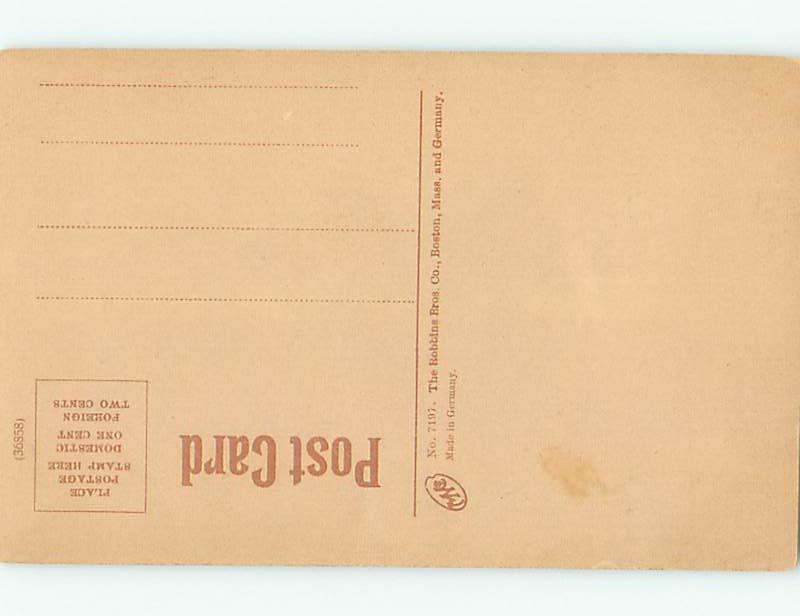 Post Card
PLACE
POSTAGE
STAMP HERE
DOMESTIC
ONE CENT
FOREIGN
TWO CENTS
No. 7197. The Robbins Bros. Co., Boston, Mass. and Germany.
Made in Germany.
(36858)